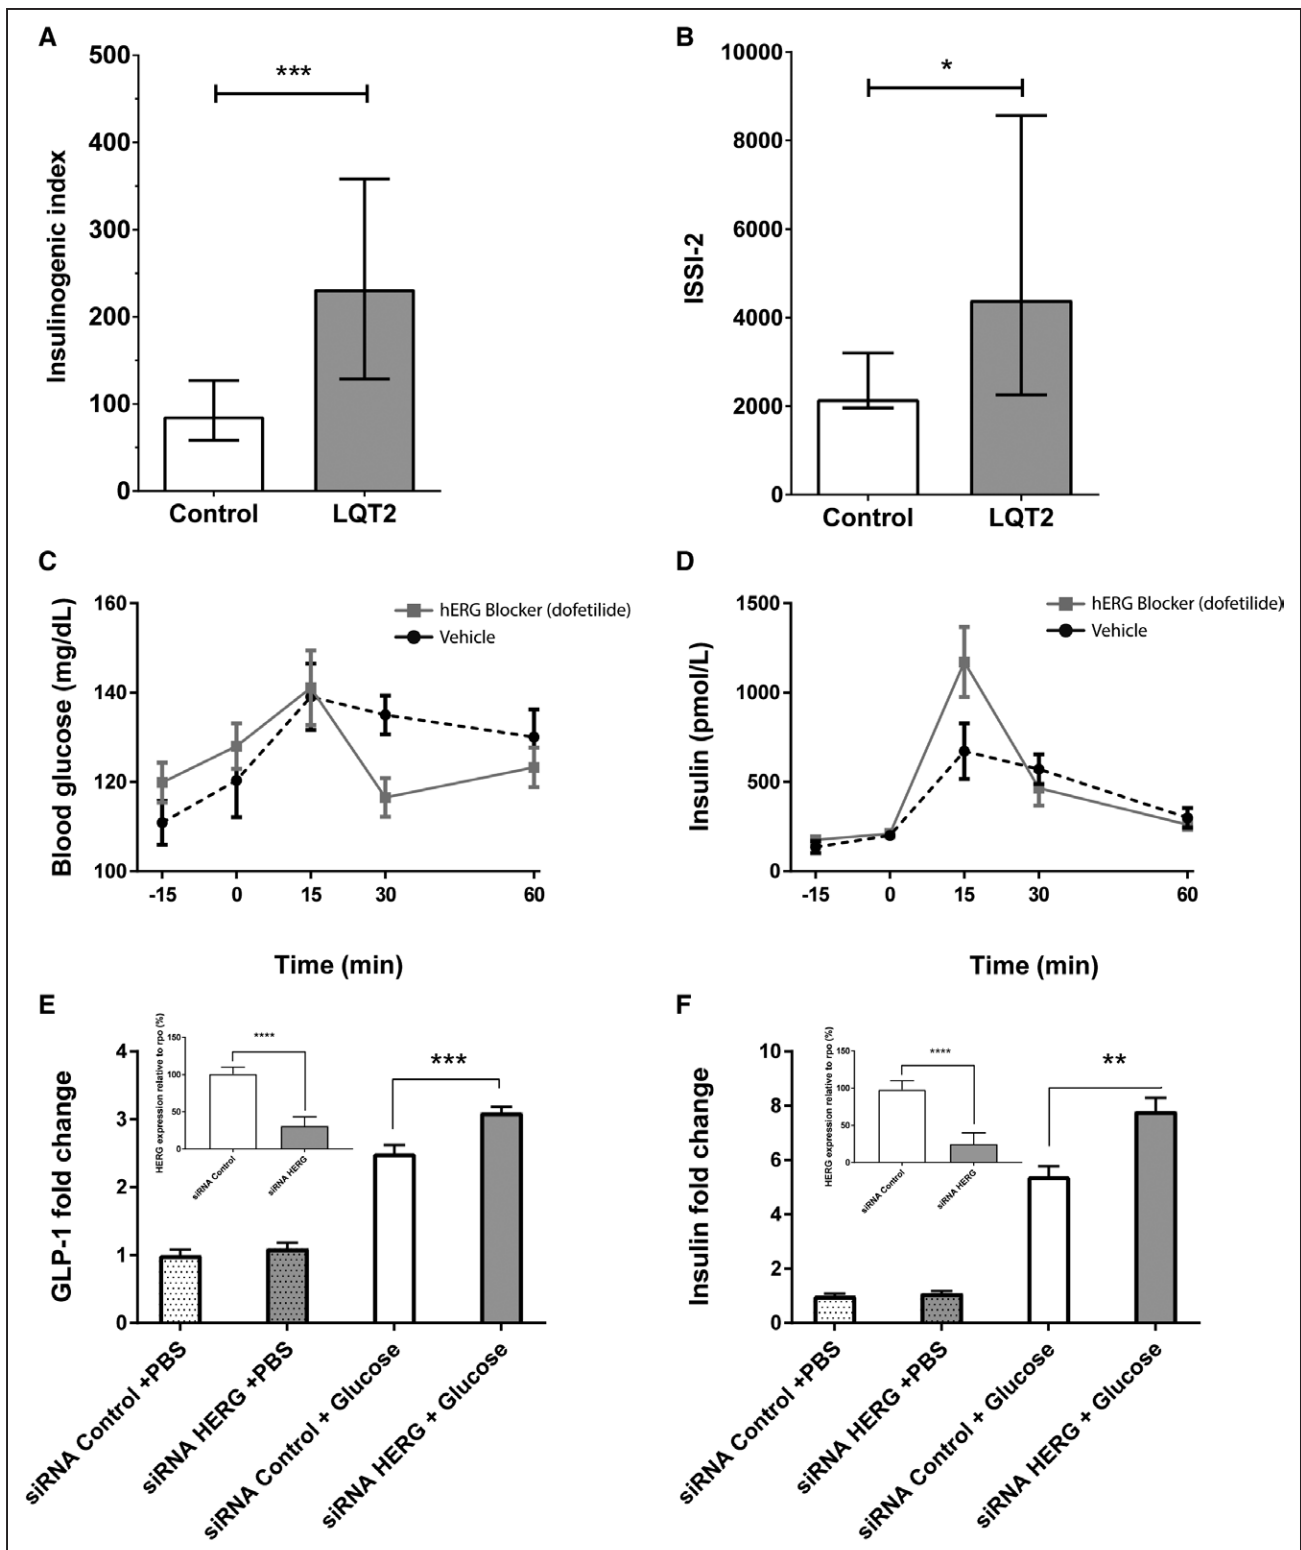 A
500
400
300
200
100
0
Insulinogenic index
***
Control
LQT2
B
10000
8000
6000
4000
2000
0
ISSI-2
*
Control
LQT2
C
160
140
120
100
Blood glucose (mg/dL)
hERG Blocker (dofetilide)
Vehicle
-15
0
15
30
60
Time (min)
D
1500
1000
500
0
Insulin (pmol/L)
hERG Blocker (dofetilide)
Vehicle
-15
0
15
30
60
Time (min)
E
4
3
2
1
0
GLP-1 fold change
HERG expression relative to rpo (%)
150
100
50
0
****
siRNA Control
siRNA HERG
***
siRNA Control +PBS
siRNA HERG +PBS
siRNA Control + Glucose
siRNA HERG + Glucose
F
10
8
6
4
2
0
Insulin fold change
HERG expression relative to rpo (%)
150
100
50
0
****
siRNA Control
siRNA HERG
**
siRNA Control +PBS
siRNA HERG +PBS
siRNA Control + Glucose
siRNA HERG + Glucose